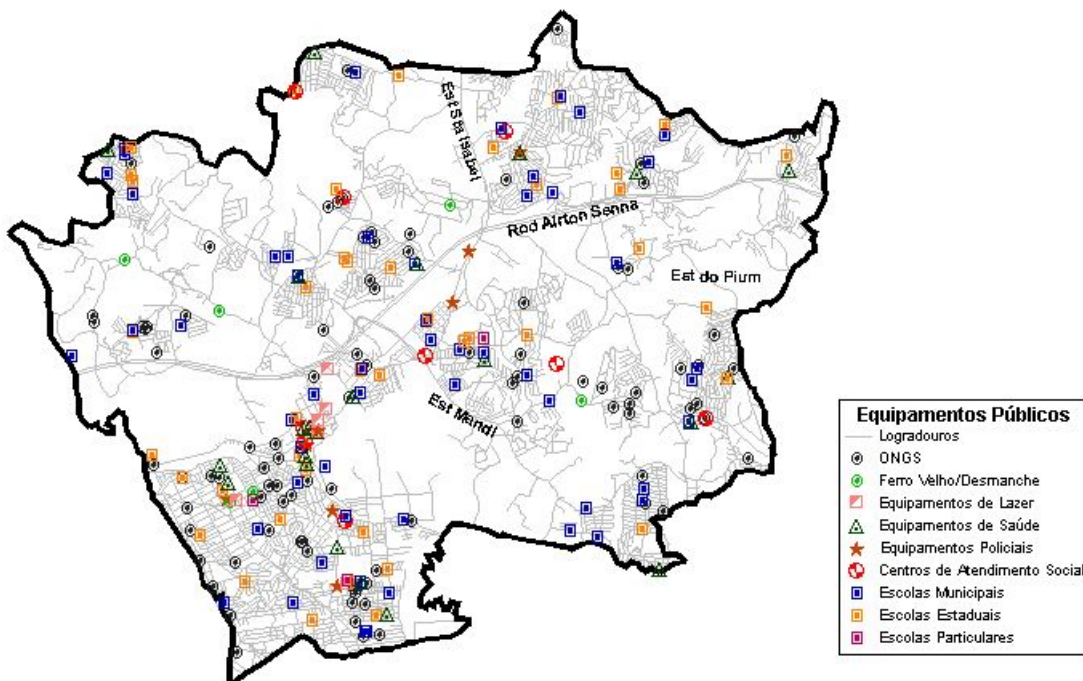 Est Sta Isabel
Rod Airton Senna
Est do Pium
Est Mandi
Equipamentos Públicos
Logradouros
ONGS
Ferro Velho/Desmanche
Equipamentos de Lazer
Equipamentos de Saúde
Equipamentos Policiais
Centros de Atendimento Social
Escolas Municipais
Escolas Estaduais
Escolas Particulares